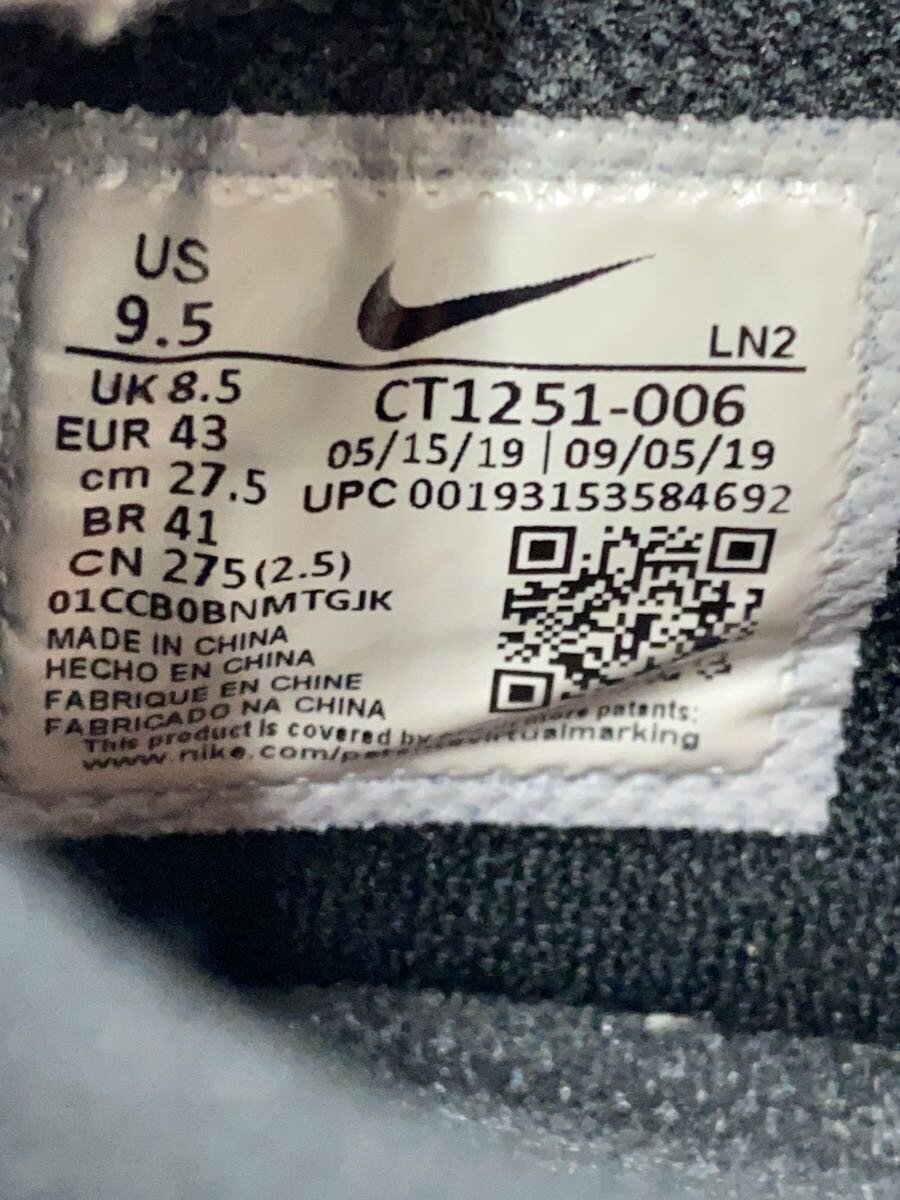 US
9.5
LN2
UK 8.5
EUR 43
cm 27.5
BR 41
CN 275(2.5)
CT1251-006
05/15/19 | 09/05/19
UPC 00193153584692
01CCB0BNMTGJK
MADE IN CHINA
HECHO EN CHINA
FABRIQUE EN CHINE
FABRICADO NA CHINA
This product is covered by more patents:
www.nike.com/pa virtualmarking